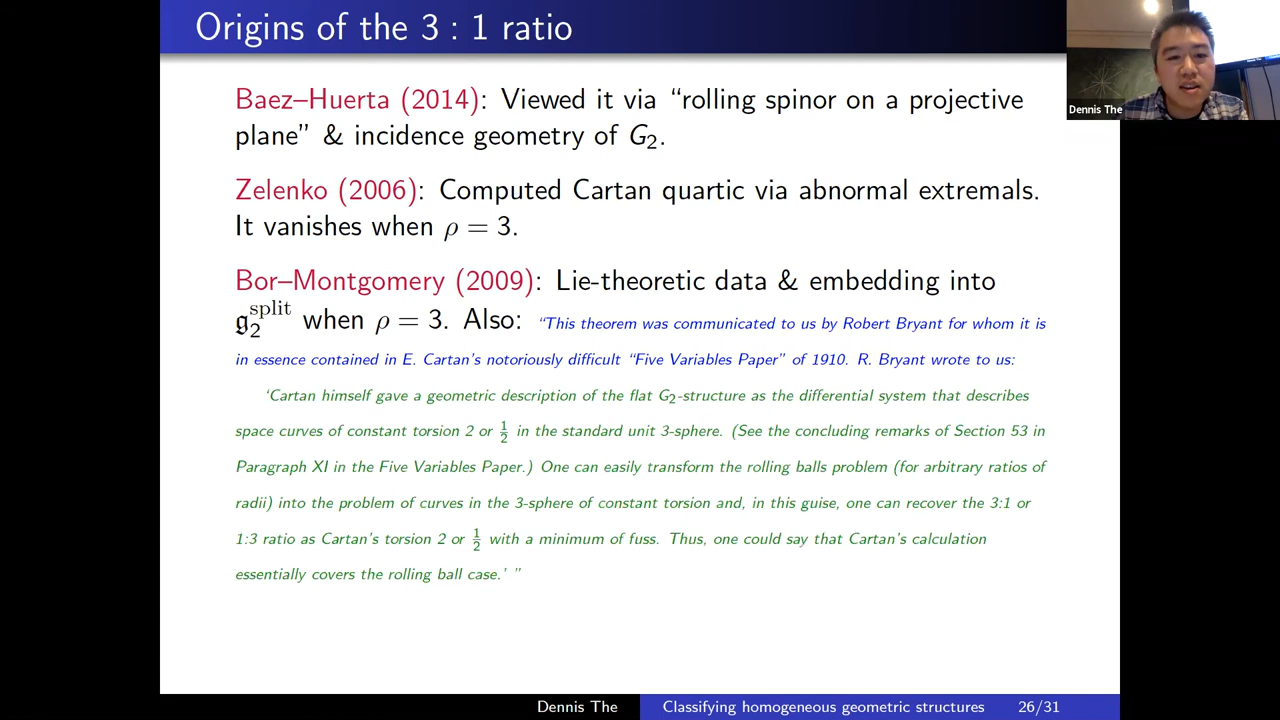 Origins of the 3 : 1 ratio
Dennis The
Baez–Huerta (2014): Viewed it via “rolling spinor on a projective
plane” & incidence geometry of G₂.
Zelenko (2006): Computed Cartan quartic via abnormal extremals.
It vanishes when ρ = 3.
Bor–Montgomery (2009): Lie-theoretic data & embedding into
𝔤₂^split when ρ = 3. Also: “This theorem was communicated to us by Robert Bryant for whom it is
in essence contained in E. Cartan’s notoriously difficult “Five Variables Paper” of 1910. R. Bryant wrote to us:
‘Cartan himself gave a geometric description of the flat G₂-structure as the differential system that describes
space curves of constant torsion 2 or 1/2 in the standard unit 3-sphere. (See the concluding remarks of Section 53 in
Paragraph XI in the Five Variables Paper.) One can easily transform the rolling balls problem (for arbitrary ratios of
radii) into the problem of curves in the 3-sphere of constant torsion and, in this guise, one can recover the 3:1 or
1:3 ratio as Cartan’s torsion 2 or 1/2 with a minimum of fuss. Thus, one could say that Cartan’s calculation
essentially covers the rolling ball case.’ ”
Dennis The Classifying homogeneous geometric structures 26/31